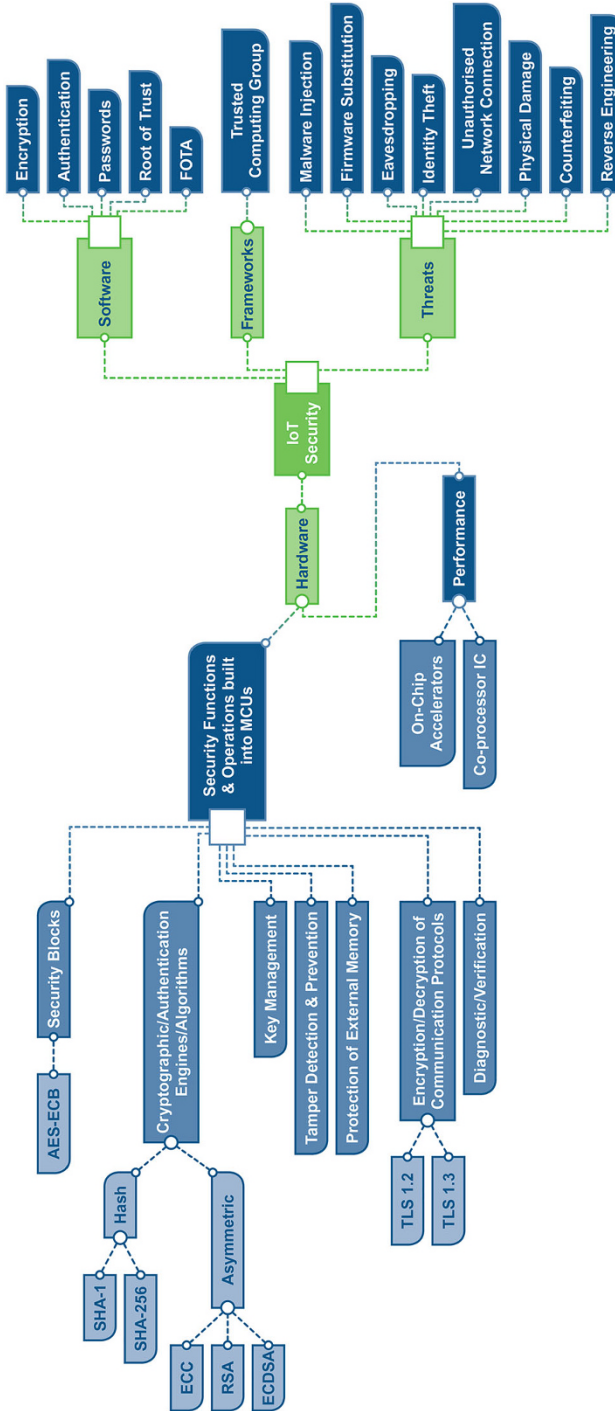 SHA-1
SHA-256
ECC
RSA
ECDSA
Hash
Asymmetric
AES-ECB
TLS 1.2
TLS 1.3
Security Blocks
Cryptographic/Authentication
Engines/Algorithms
Key Management
Tamper Detection & Prevention
Protection of External Memory
Encryption/Decryption of
Communication Protocols
Diagnostic/Verification
Security Functions
& Operations built
into MCUs
On-Chip
Accelerators
Co-processor IC
Hardware
Performance
IoT
Security
Software
Frameworks
Threats
Encryption
Authentication
Passwords
Root of Trust
FOTA
Trusted
Computing Group
Malware Injection
Firmware Substitution
Eavesdropping
Identity Theft
Unauthorised
Network Connection
Physical Damage
Counterfeiting
Reverse Engineering